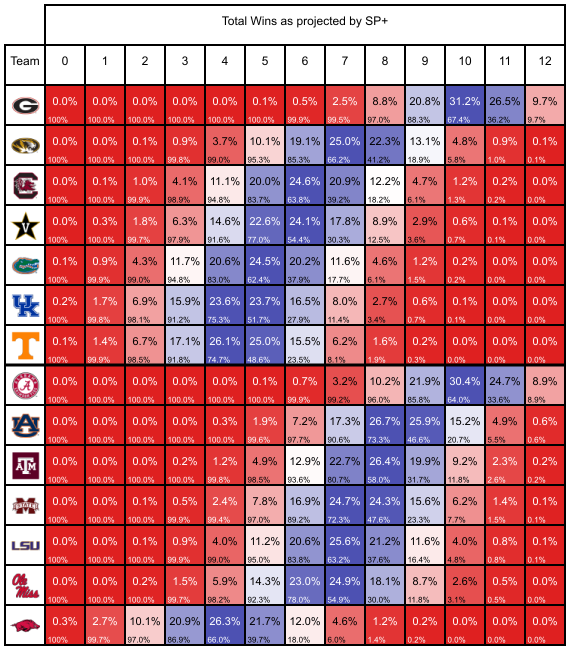 Total Wins as projected by SP+
Team 0 1 2 3 4 5 6 7 8 9 10 11 12
G 0.0% 0.0% 0.0% 0.0% 0.0% 0.1% 0.5% 2.5% 8.8% 20.8% 31.2% 26.5% 9.7%
100% 100.0% 100.0% 100.0% 100.0% 100.0% 99.9% 99.5% 97.0% 88.3% 67.4% 36.2% 9.7%
0.0% 0.0% 0.1% 0.9% 3.7% 10.1% 19.1% 25.0% 22.3% 13.1% 4.8% 0.9% 0.1%
100% 100.0% 100.0% 99.8% 99.0% 95.3% 85.3% 66.2% 41.2% 18.9% 5.8% 1.0% 0.1%
C 0.0% 0.1% 1.0% 4.1% 11.1% 20.0% 24.6% 20.9% 12.2% 4.7% 1.2% 0.2% 0.0%
100% 100.0% 99.9% 98.9% 94.8% 83.7% 63.8% 39.2% 18.2% 6.1% 1.3% 0.2% 0.0%
V 0.0% 0.3% 1.8% 6.3% 14.6% 22.6% 24.1% 17.8% 8.9% 2.9% 0.6% 0.1% 0.0%
100% 100.0% 99.7% 97.9% 91.6% 77.0% 54.4% 30.3% 12.5% 3.6% 0.7% 0.1% 0.0%
0.1% 0.9% 4.3% 11.7% 20.6% 24.5% 20.2% 11.6% 4.6% 1.2% 0.2% 0.0% 0.0%
100% 99.9% 99.0% 94.8% 83.0% 62.4% 37.9% 17.7% 6.1% 1.5% 0.2% 0.0% 0.0%
UK 0.2% 1.7% 6.9% 15.9% 23.6% 23.7% 16.5% 8.0% 2.7% 0.6% 0.1% 0.0% 0.0%
100% 99.8% 98.1% 91.2% 75.3% 51.7% 27.9% 11.4% 3.4% 0.7% 0.1% 0.0% 0.0%
T 0.1% 1.4% 6.7% 17.1% 26.1% 25.0% 15.5% 6.2% 1.6% 0.2% 0.0% 0.0% 0.0%
100% 99.9% 98.5% 91.8% 74.7% 48.6% 23.5% 8.1% 1.9% 0.3% 0.0% 0.0% 0.0%
A 0.0% 0.0% 0.0% 0.0% 0.0% 0.1% 0.7% 3.2% 10.2% 21.9% 30.4% 24.7% 8.9%
100% 100.0% 100.0% 100.0% 100.0% 100.0% 99.9% 99.2% 96.0% 85.8% 64.0% 33.6% 8.9%
AU 0.0% 0.0% 0.0% 0.0% 0.3% 1.9% 7.2% 17.3% 26.7% 25.9% 15.2% 4.9% 0.6%
100% 100.0% 100.0% 100.0% 100.0% 99.6% 97.7% 90.6% 73.3% 46.6% 20.7% 5.5% 0.6%
ATM 0.0% 0.0% 0.0% 0.2% 1.2% 4.9% 12.9% 22.7% 26.4% 19.9% 9.2% 2.3% 0.2%
100% 100.0% 100.0% 100.0% 99.8% 98.5% 93.6% 80.7% 58.0% 31.7% 11.8% 2.6% 0.2%
M STATE 0.0% 0.0% 0.1% 0.5% 2.4% 7.8% 16.9% 24.7% 24.3% 15.6% 6.2% 1.4% 0.1%
100% 100.0% 100.0% 99.9% 99.4% 97.0% 89.2% 72.3% 47.6% 23.3% 7.7% 1.5% 0.1%
LSU 0.0% 0.0% 0.1% 0.9% 4.0% 11.2% 20.6% 25.6% 21.2% 11.6% 4.0% 0.8% 0.1%
100% 100.0% 100.0% 99.9% 99.0% 95.0% 83.8% 63.2% 37.6% 16.4% 4.8% 0.8% 0.1%
Ole Miss 0.0% 0.0% 0.2% 1.5% 5.9% 14.3% 23.0% 24.9% 18.1% 8.7% 2.6% 0.5% 0.0%
100% 100.0% 100.0% 99.7% 98.2% 92.3% 78.0% 54.9% 30.0% 11.8% 3.1% 0.5% 0.0%
0.3% 2.7% 10.1% 20.9% 26.3% 21.7% 12.0% 4.6% 1.2% 0.2% 0.0% 0.0% 0.0%
100% 99.7% 97.0% 86.9% 66.0% 39.7% 18.0% 6.0% 1.4% 0.2% 0.0% 0.0% 0.0%